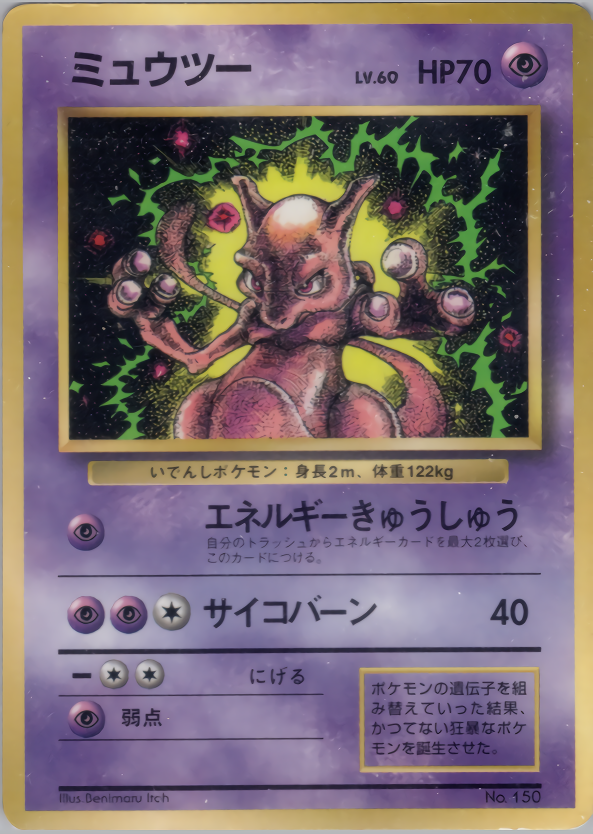 ミュウツー LV.60 HP70
いでんしポケモン：身長2m、体重122kg
エネルギーきゅうしゅう
自分のトラッシュからエネルギーカードを最大2枚選び、
このカードにつける。
サイコバーン 40
にげる
弱点
ポケモンの遺伝子を組
み替えていった結果、
かつてない狂暴なポケ
モンを誕生させた。
Illus.Benimaru Itoh No.150